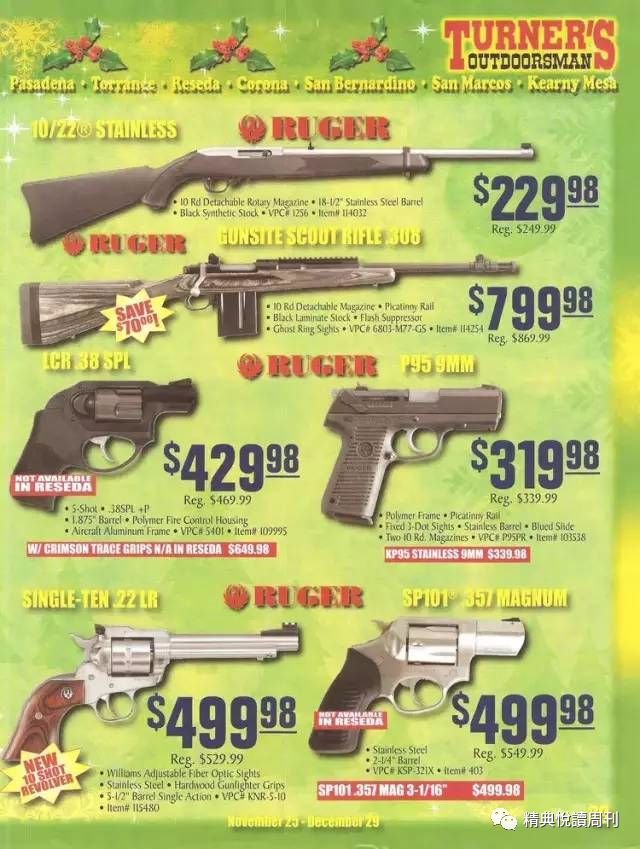 TURNER'S
OUTDOORSMAN
Pasadena • Torrance • Reseda • Corona • San Bernardino • San Marcos • Kearny Mesa
10/22® STAINLESS
RUGER
• 10 Rd Detachable Rotary Magazine • 18-1/2" Stainless Steel Barrel
• Black Synthetic Stock • VPC# 1256 • Item# 114032
$229.98
Reg. $249.99
RUGER
GUNSITE SCOUT RIFLE .308
SAVE
$70.00!
• 10 Rd Detachable Magazine • Picatinny Rail
• Black Laminate Stock • Flash Suppressor
• Ghost Ring Sights • VPC# 6803-M77-GS • Item# 114254
$799.98
Reg. $869.99
LCR .38 SPL
RUGER
P95 9MM
NOT AVAILABLE
IN RESEDA
$429.98
Reg. $469.99
• 5-Shot • .38SPL +P
• 1.875" Barrel • Polymer Fire Control Housing
• Aircraft Aluminum Frame • VPC# 5401 • Item# 109995
W/ CRIMSON TRACE GRIPS N/A IN RESEDA $649.98
$319.98
Reg. $339.99
• Polymer Frame • Picatinny Rail
• Fixed 3-Dot Sights • Stainless Barrel • Blued Slide
• Two 10 Rd. Magazines • VPC# P95PR • Item# 103538
KP95 STAINLESS 9MM $339.98
SINGLE-TEN .22 LR
RUGER
SP101® .357 MAGNUM
NEW
10 SHOT
REVOLVER
$499.98
Reg. $529.99
• Williams Adjustable Fiber Optic Sights
• Stainless Steel • Hardwood Gunfighter Grips
• 5-1/2" Barrel Single Action • VPC# KNR-5-10
• Item# 115480
NOT AVAILABLE
IN RESEDA
$499.98
Reg. $549.99
• Stainless Steel
• 2-1/4" Barrel
• VPC# KSP-321X • Item# 403
SP101 .357 MAG 3-1/16" $499.98
November 25 - December 29
精典悅讀周刊